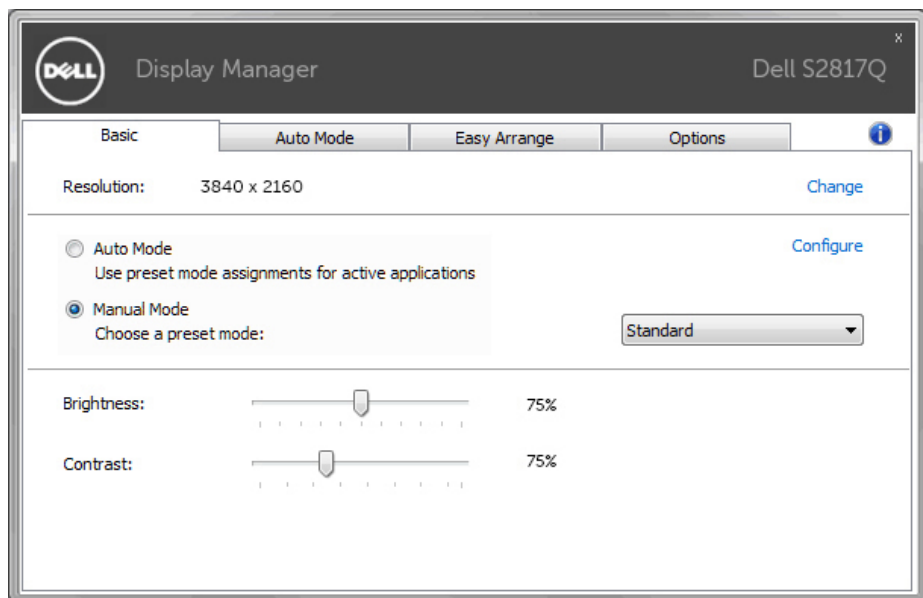 x
DELL Display Manager Dell S2817Q
Basic Auto Mode Easy Arrange Options i
Resolution: 3840 x 2160 Change
Auto Mode Configure
Use preset mode assignments for active applications
Manual Mode
Choose a preset mode: Standard
Brightness: 75%
Contrast: 75%